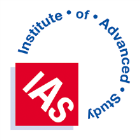 Institute • of • Advanced • Study
IAS